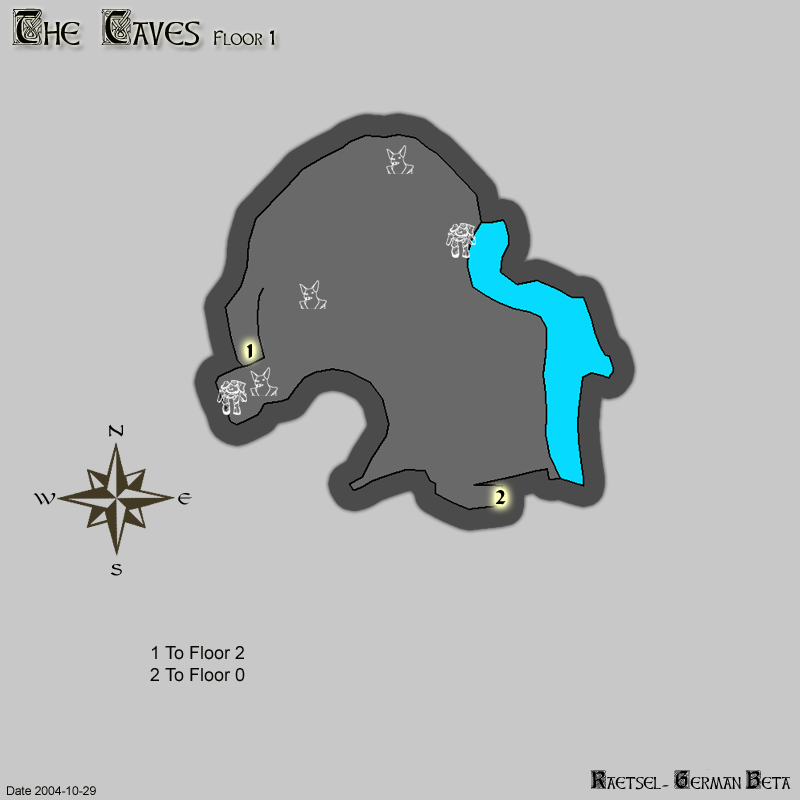 The Caves Floor 1
1
2
N
W E
S
1 To Floor 2
2 To Floor 0
Date 2004-10-29
Raetsel- German Beta